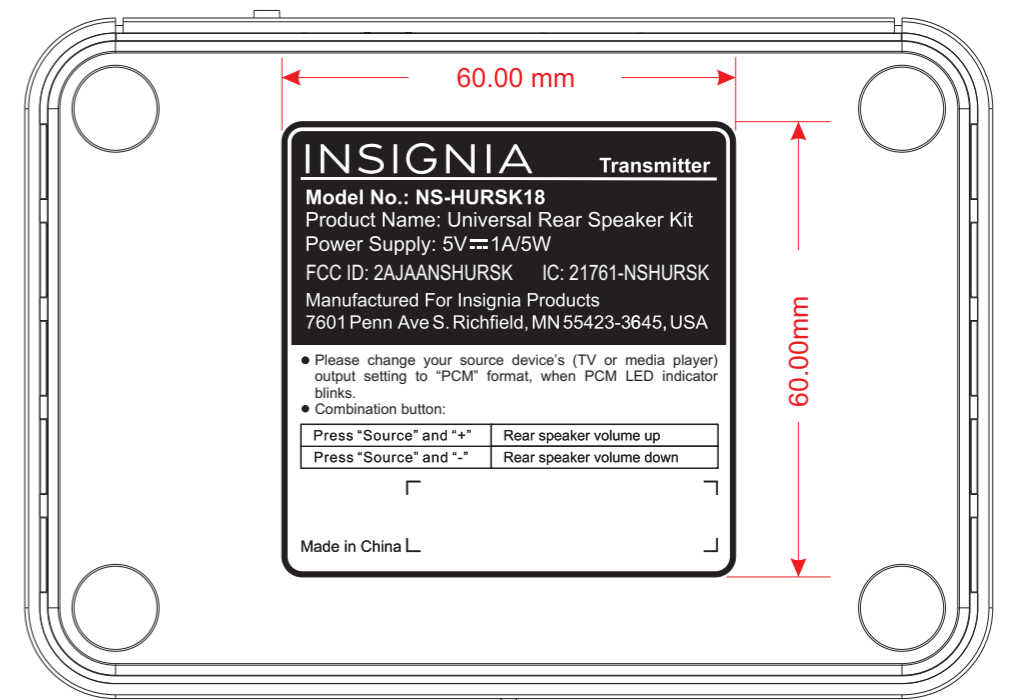 60.00 mm
INSIGNIA Transmitter
Model No.: NS-HURSK18
Product Name: Universal Rear Speaker Kit
Power Supply: 5V⎓1A/5W
FCC ID: 2AJAANSHURSK IC: 21761-NSHURSK
Manufactured For Insignia Products
7601 Penn Ave S. Richfield, MN 55423-3645, USA
60.00mm
● Please change your source device’s (TV or media player)
output setting to “PCM” format, when PCM LED indicator
blinks.
● Combination button:
Press “Source” and “+” Rear speaker volume up
Press “Source” and “-” Rear speaker volume down
Made in China